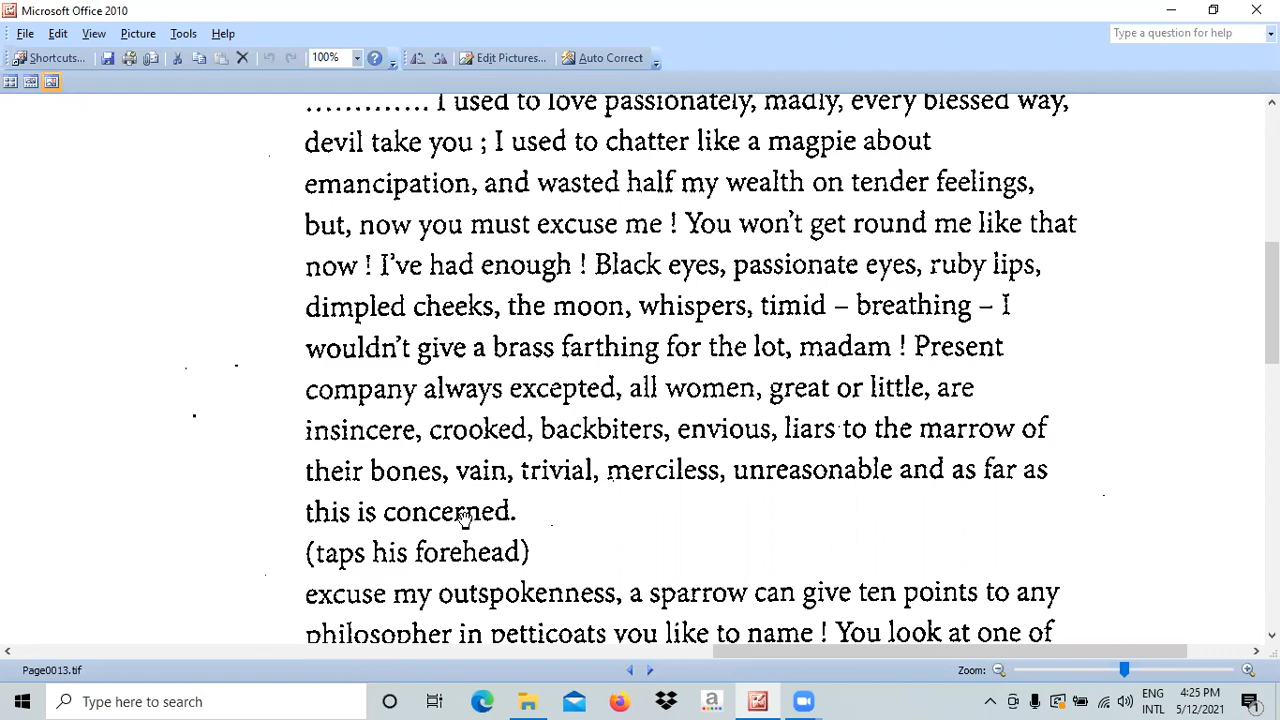 Microsoft Office 2010
File Edit View Picture Tools Help
Type a question for help
Shortcuts... 100% Edit Pictures... Auto Correct
............. I used to love passionately, madly, every blessed way,
devil take you ; I used to chatter like a magpie about
emancipation, and wasted half my wealth on tender feelings,
but, now you must excuse me ! You won't get round me like that
now ! I've had enough ! Black eyes, passionate eyes, ruby lips,
dimpled cheeks, the moon, whispers, timid – breathing – I
wouldn't give a brass farthing for the lot, madam ! Present
company always excepted, all women, great or little, are
insincere, crooked, backbiters, envious, liars to the marrow of
their bones, vain, trivial, merciless, unreasonable and as far as
this is concerned.
(taps his forehead)
excuse my outspokenness, a sparrow can give ten points to any
philosopher in petticoats you like to name ! You look at one of
Page0013.tif Zoom:
Type here to search a ENG 4:25 PM
INTL 5/12/2021 1